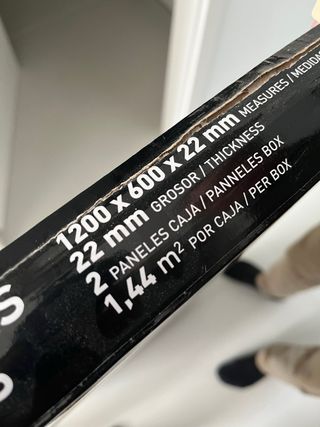 1200 x 600 x 22 mm MEASURES / MEDIDAS
22 mm GROSOR / THICKNESS
2 PANELES CAJA / PANNELES BOX
1,44 m² POR CAJA / PER BOX
S